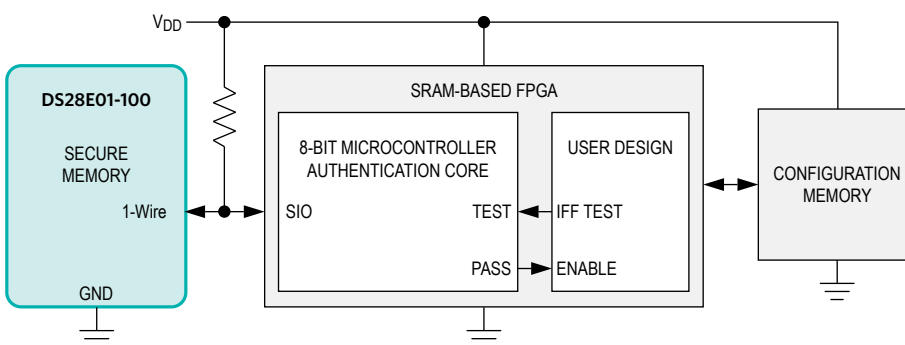 VDD
DS28E01-100
SECURE
MEMORY
1-Wire
GND
SRAM-BASED FPGA
8-BIT MICROCONTROLLER
AUTHENTICATION CORE
SIO
TEST
PASS
USER DESIGN
IFF TEST
ENABLE
CONFIGURATION
MEMORY